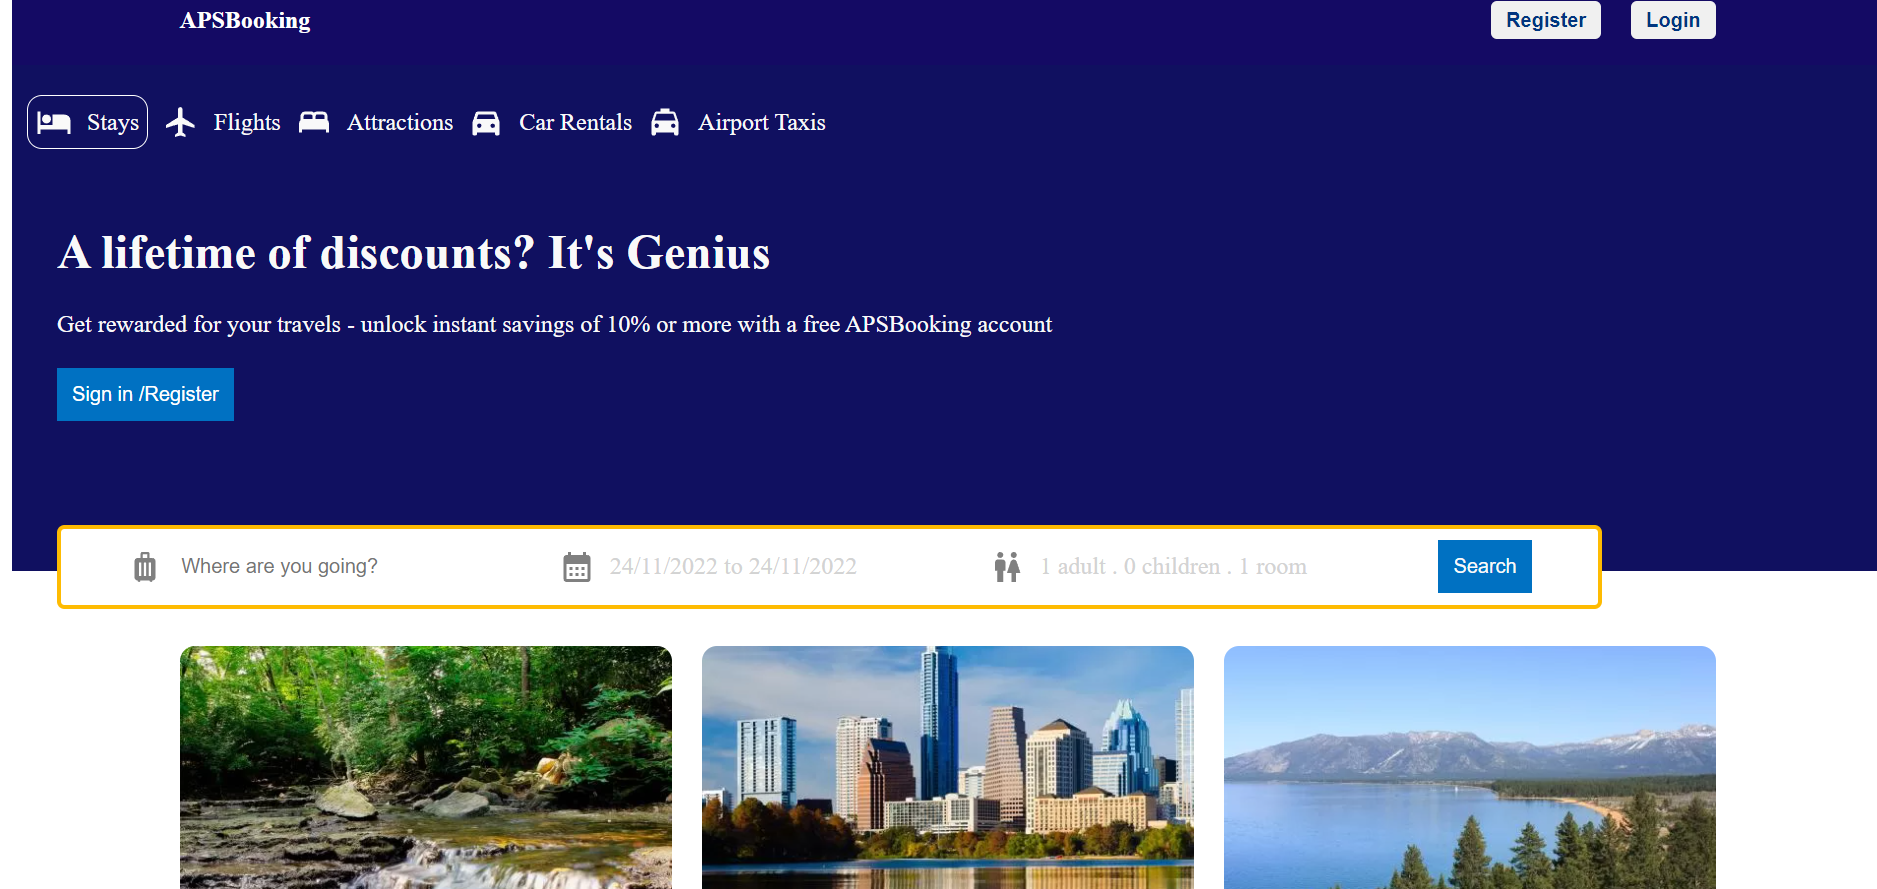 APSBooking Register Login
Stays Flights Attractions Car Rentals Airport Taxis
A lifetime of discounts? It's Genius
Get rewarded for your travels - unlock instant savings of 10% or more with a free APSBooking account
Sign in /Register
Where are you going? 24/11/2022 to 24/11/2022 1 adult . 0 children . 1 room Search